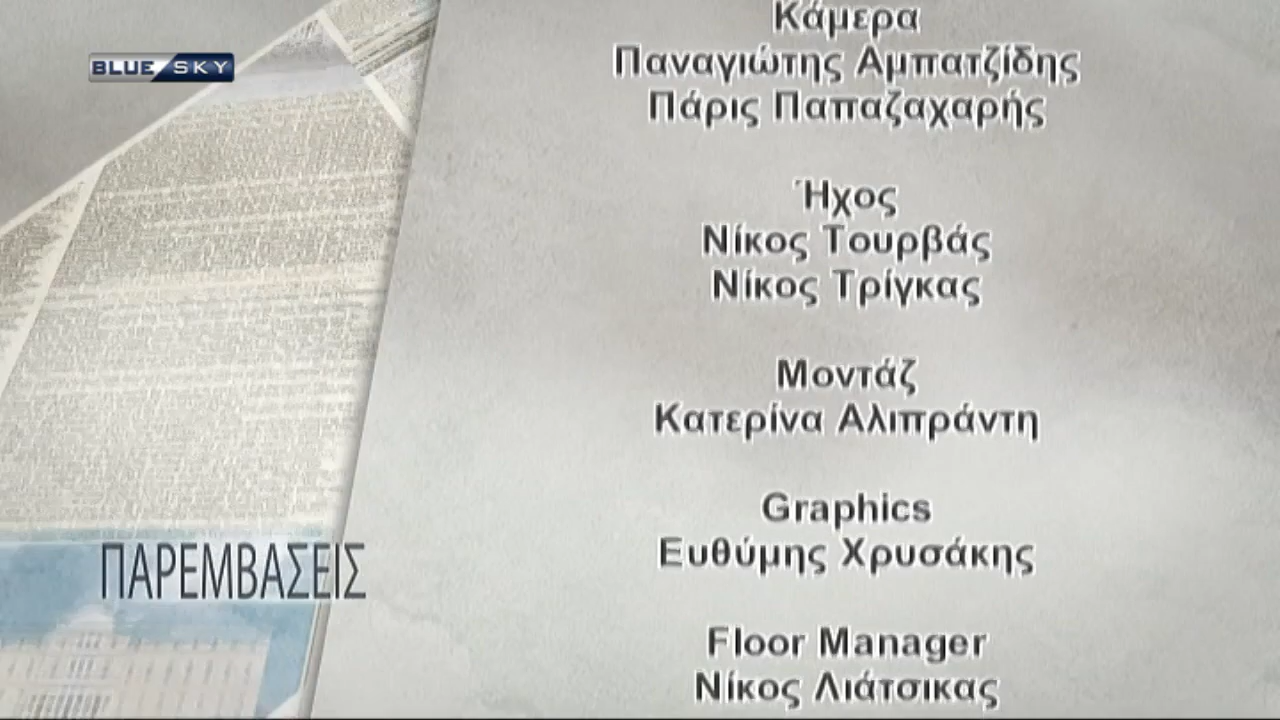 BLUE SKY
Κάμερα
Παναγιώτης Αμπατζίδης
Πάρις Παπαζαχαρής
Ήχος
Νίκος Τουρβάς
Νίκος Τρίγκας
Μοντάζ
Κατερίνα Αλιπράντη
Graphics
Ευθύμης Χρυσάκης
Floor Manager
Νίκος Λιάτσικας
ΠΑΡΕΜΒΑΣΕΙΣ